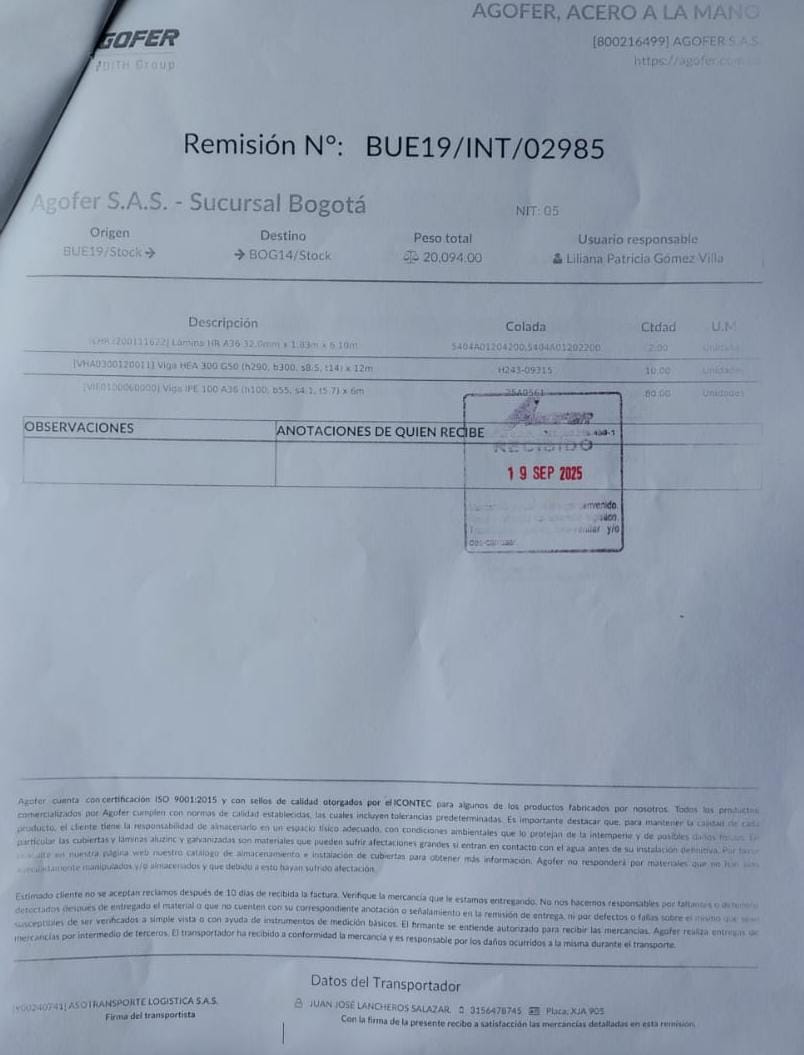 AGOFER, ACERO A LA MANO
GOFER
[800216499] AGOFER S.A.S.
DITH Group
Remisión N°: BUE19/INT/02985
Agofer S.A.S. - Sucursal Bogotá
NIT: 05
Origen Destino Peso total Usuario responsable
BUE19/Stock → → BOG14/Stock 20,094.00 Liliana Patricia Gómez Villa
Descripción Colada Ctdad U.M
Lámina HR A36 32.0mm x 1.83m x 6.10m 5404A01204200,5404A01202200 2.00 Unidades
[VHA0300120011] Viga HEA 300 G50 (h290, b300, s8.5, t14) x 12m H243-09315 10.00 Unidades
[VIE0100060000] Viga IPE 100 A36 (h100, b55, s4.1, t5.7) x 6m 25A0561 80.00 Unidades
OBSERVACIONES ANOTACIONES DE QUIEN RECIBE
RECIBIDO
19 SEP 2025
y/o
Agofer cuenta con certificación ISO 9001:2015 y con sellos de calidad otorgados por el ICONTEC para algunos de los productos fabricados por nosotros. Todos los productos
comercializados por Agofer cumplen con normas de calidad establecidas, las cuales incluyen tolerancias predeterminadas. Es importante destacar que, para mantener la calidad de cada
producto, el cliente tiene la responsabilidad de almacenarlo en un espacio físico adecuado, con condiciones ambientales que lo protejan de la intemperie y de posibles daños físicos. En
particular las cubiertas y láminas aluzinc y galvanizadas son materiales que pueden sufrir afectaciones grandes si entran en contacto con el agua antes de su instalación definitiva. Por favor
consulte en nuestra página web nuestro catálogo de almacenamiento e instalación de cubiertas para obtener más información. Agofer no responderá por materiales que no han sido
adecuadamente manipulados y/o almacenados y que debido a esto hayan sufrido afectación.
Estimado cliente no se aceptan reclamos después de 10 días de recibida la factura. Verifique la mercancía que le estamos entregando. No nos hacemos responsables por faltantes o deterioro
detectados después de entregado el material o que no cuenten con su correspondiente anotación o señalamiento en la remisión de entrega, ni por defectos o fallas sobre el mismo que sean
susceptibles de ser verificados a simple vista o con ayuda de instrumentos de medición básicos. El firmante se entiende autorizado para recibir las mercancías. Agofer realiza entregas de
mercancías por intermedio de terceros. El transportador ha recibido a conformidad la mercancía y es responsable por los daños ocurridos a la misma durante el transporte.
Datos del Transportador
[900240741] ASOTRANSPORTE LOGISTICA S.A.S. JUAN JOSÉ LANCHEROS SALAZAR. 3156478745 Placa: XJA 905
Firma del transportista Con la firma de la presente recibo a satisfacción las mercancías detalladas en esta remisión.